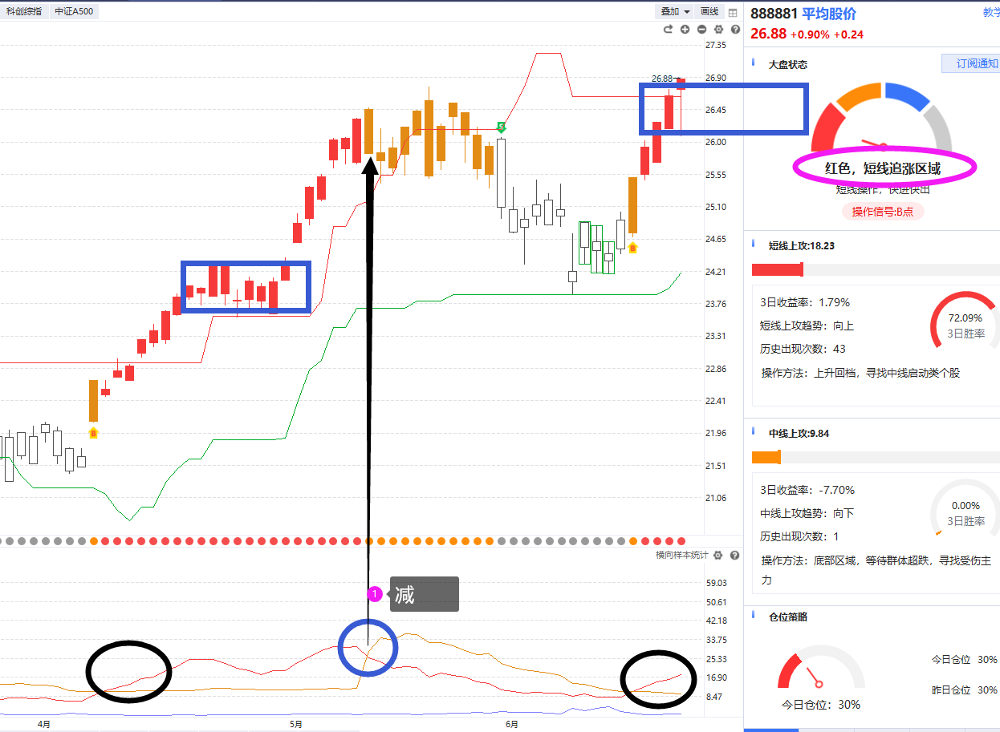 科创综指 中证A500 叠加 画线
888881 平均股价 教学
26.88 +0.90% +0.24
大盘状态 订阅通知
红色，短线追涨区域
短线操作，快进快出
操作信号:B点
短线上攻:18.23
3日收益率：1.79%
短线上攻趋势：向上
历史出现次数：43
操作方法：上升回档，寻找中线启动类个股
72.09%
3日胜率
中线上攻:9.84
3日收益率：-7.70%
中线上攻趋势：向下
历史出现次数：1
操作方法：底部区域，等待群体超跌，寻找受伤主
力
0.00%
3日胜率
仓位策略
今日仓位 30%
昨日仓位 30%
今日仓位：30%
27.35
26.90
26.45
26.00
25.55
25.10
24.65
24.21
23.76
23.31
22.86
22.41
21.96
21.51
21.06
26.88
S
B
B
横向样本统计
59.03
50.61
42.18
33.75
25.33
16.90
8.47
1 减
4月 5月 6月